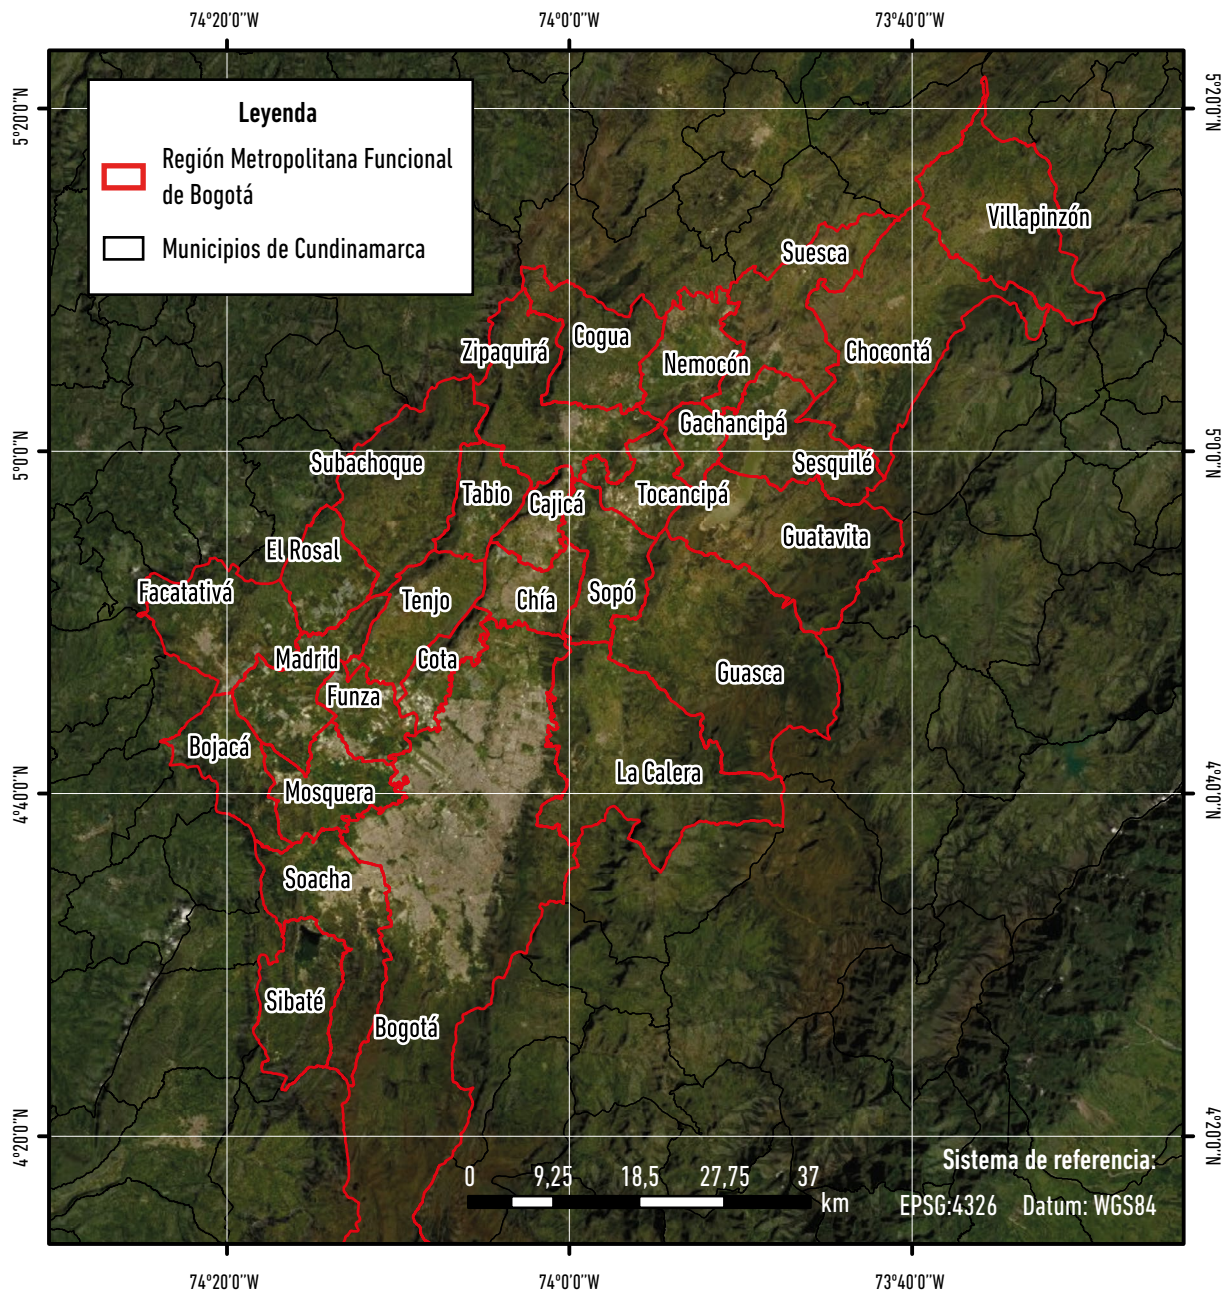 74°20'0"W
74°0'0"W
73°40'0"W
5°20'0"N
5°20'0"N
Leyenda
Región Metropolitana Funcional
de Bogotá
Municipios de Cundinamarca
Villapinzón
Suesca
Cogua
Zipaquirá
Chocontá
Nemocón
Gachancipá
5°0'0"N
5°0'0"N
Subachoque
Sesquilé
Tabio
Tocancipá
Cajicá
Guatavita
El Rosal
Facatativá
Sopó
Tenjo
Chía
Madrid
Cota
Guasca
Funza
Bojacá
La Calera
Mosquera
4°40'0"N
4°40'0"N
Soacha
Sibaté
Bogotá
4°20'0"N
4°20'0"N
Sistema de referencia:
0 9,25 18,5 27,75 37
km
EPSG:4326 Datum: WGS84
74°20'0"W
74°0'0"W
73°40'0"W